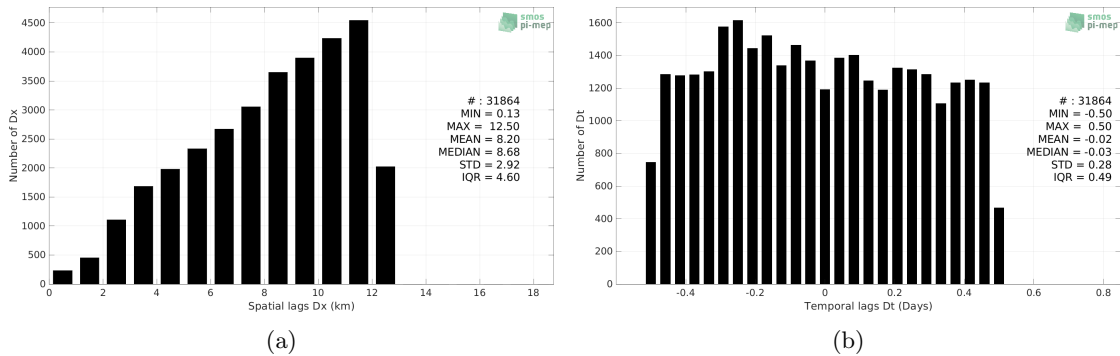 smos
pi-mep
Number of Dx
4500
4000
3500
3000
2500
2000
1500
1000
500
0
# : 31864
MIN = 0.13
MAX = 12.50
MEAN = 8.20
MEDIAN = 8.68
STD = 2.92
IQR = 4.60
0 2 4 6 8 10 12 14 16 18
Spatial lags Dx (km)
(a)
smos
pi-mep
Number of Dt
1600
1400
1200
1000
800
600
400
200
0
# : 31864
MIN = -0.50
MAX = 0.50
MEAN = -0.02
MEDIAN = -0.03
STD = 0.28
IQR = 0.49
-0.4 -0.2 0 0.2 0.4 0.6 0.8
Temporal lags Dt (Days)
(b)